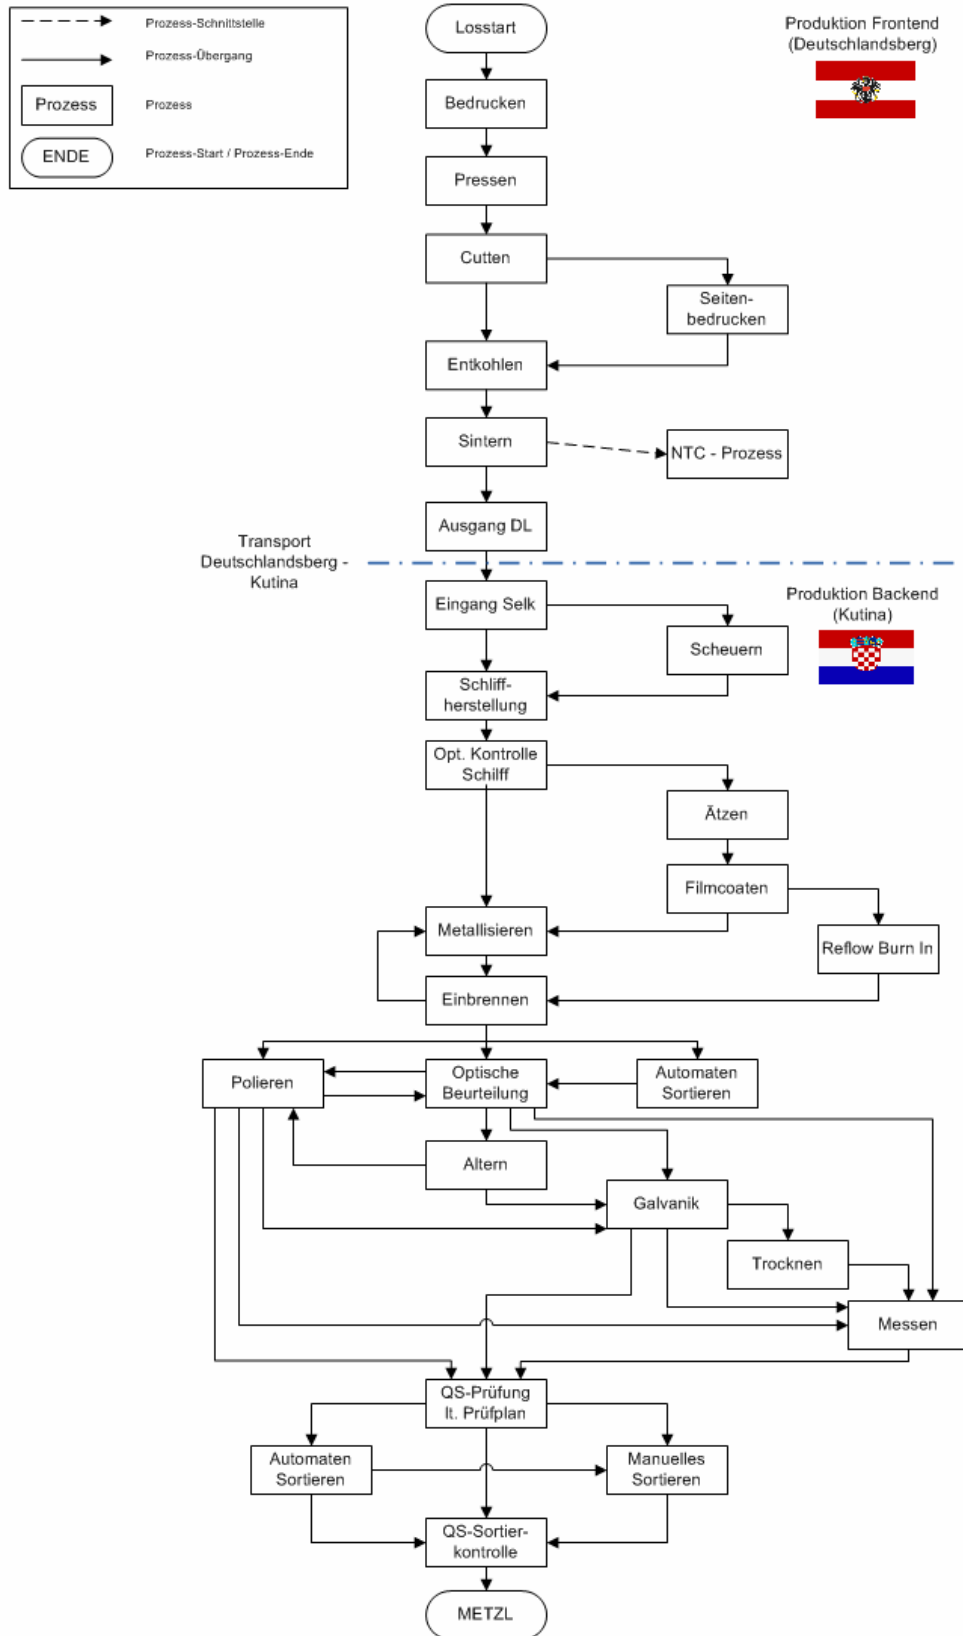 Prozess-Schnittstelle
Prozess-Übergang
Prozess
Prozess
ENDE
Prozess-Start / Prozess-Ende
Losstart
Produktion Frontend
(Deutschlandsberg)
Bedrucken
Pressen
Cutten
Seiten-
bedrucken
Entkohlen
Sintern
NTC - Prozess
Ausgang DL
Transport
Deutschlandsberg -
Kutina
Eingang Selk
Produktion Backend
(Kutina)
Scheuern
Schliff-
herstellung
Opt. Kontrolle
Schilff
Ätzen
Filmcoaten
Metallisieren
Reflow Burn In
Einbrennen
Polieren
Optische
Beurteilung
Automaten
Sortieren
Altern
Galvanik
Trocknen
Messen
QS-Prüfung
lt. Prüfplan
Automaten
Sortieren
Manuelles
Sortieren
QS-Sortier-
kontrolle
METZL